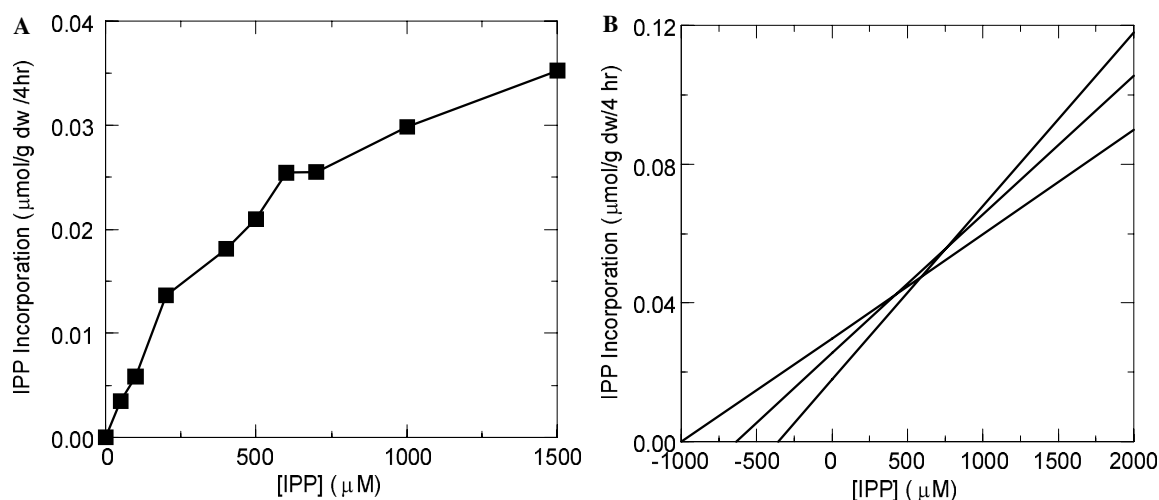 A
0.04
0.03
0.02
0.01
0.00
IPP Incorporation (μmol/g dw /4hr)
0 500 1000 1500
[IPP] (μM)
B
0.12
0.08
0.04
0.00
IPP Incorporation (μmol/g dw/4 hr)
-1000 -500 0 500 1000 1500 2000
[IPP] (μM)